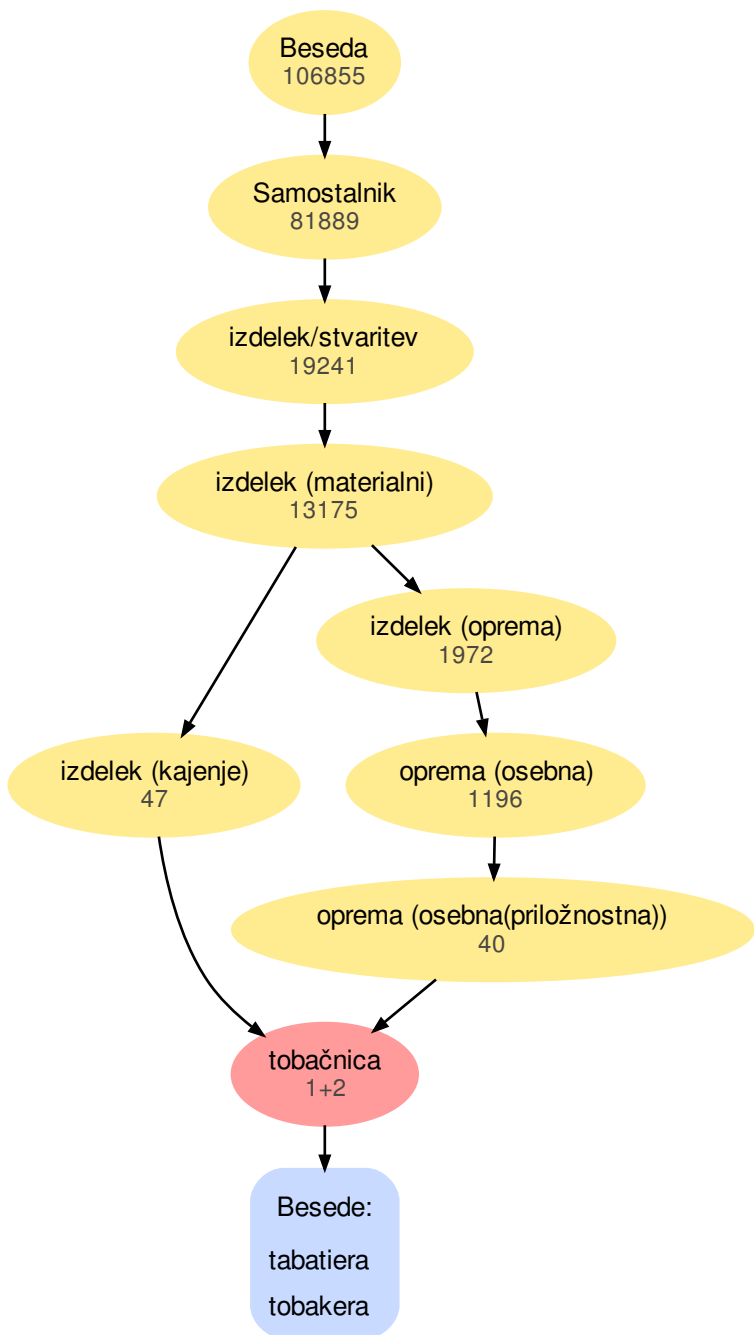 Beseda
106855
Samostalnik
81889
izdelek/stvaritev
19241
izdelek (materialni)
13175
izdelek (oprema)
1972
izdelek (kajenje)
47
oprema (osebna)
1196
oprema (osebna(priložnostna))
40
tobačnica
1+2
Besede:
tabatiera
tobakera